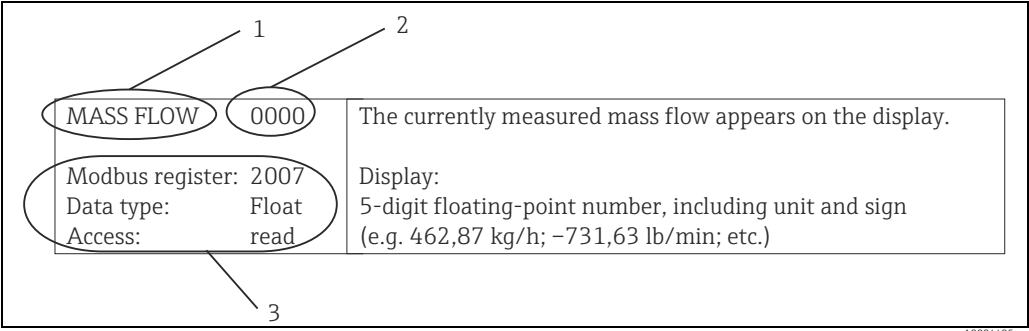 1
2
MASS FLOW 0000
The currently measured mass flow appears on the display.
Modbus register: 2007
Display:
Data type: Float
5-digit floating-point number, including unit and sign
Access: read
(e.g. 462,87 kg/h; –731,63 lb/min; etc.)
3